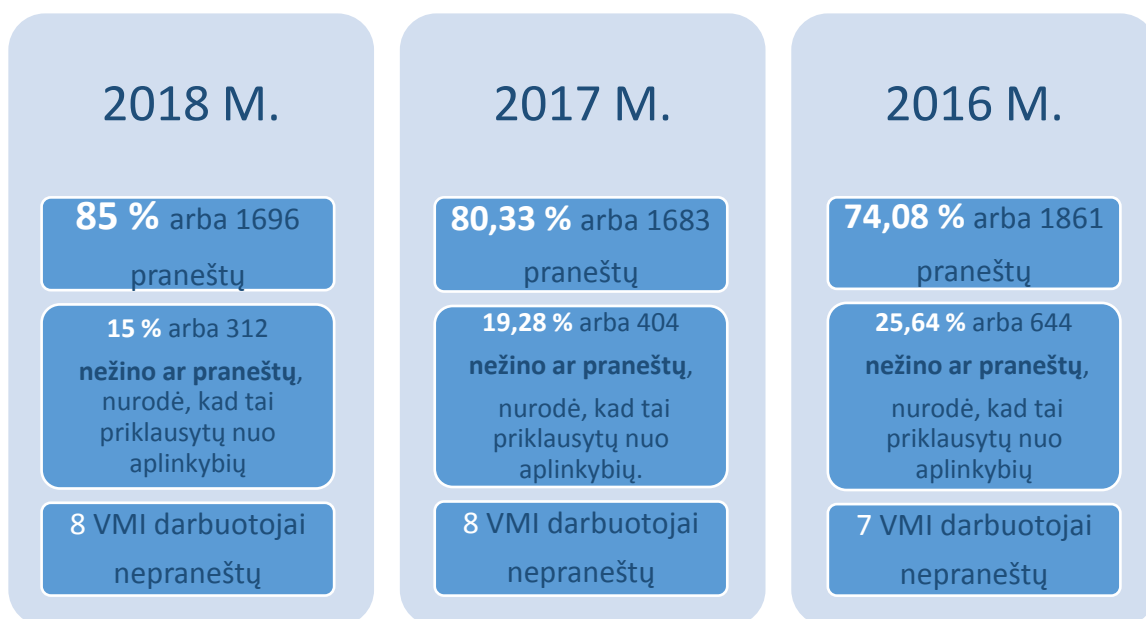 2018 M.
85 % arba 1696
praneštų
15 % arba 312
nežino ar praneštų,
nurodė, kad tai
priklausytų nuo
aplinkybių
8 VMI darbuotojai
nepraneštų
2017 M.
80,33 % arba 1683
praneštų
19,28 % arba 404
nežino ar praneštų,
nurodė, kad tai
priklausytų nuo
aplinkybių.
8 VMI darbuotojai
nepraneštų
2016 M.
74,08 % arba 1861
praneštų
25,64 % arba 644
nežino ar praneštų,
nurodė, kad tai
priklausytų nuo
aplinkybių
7 VMI darbuotojai
nepraneštų